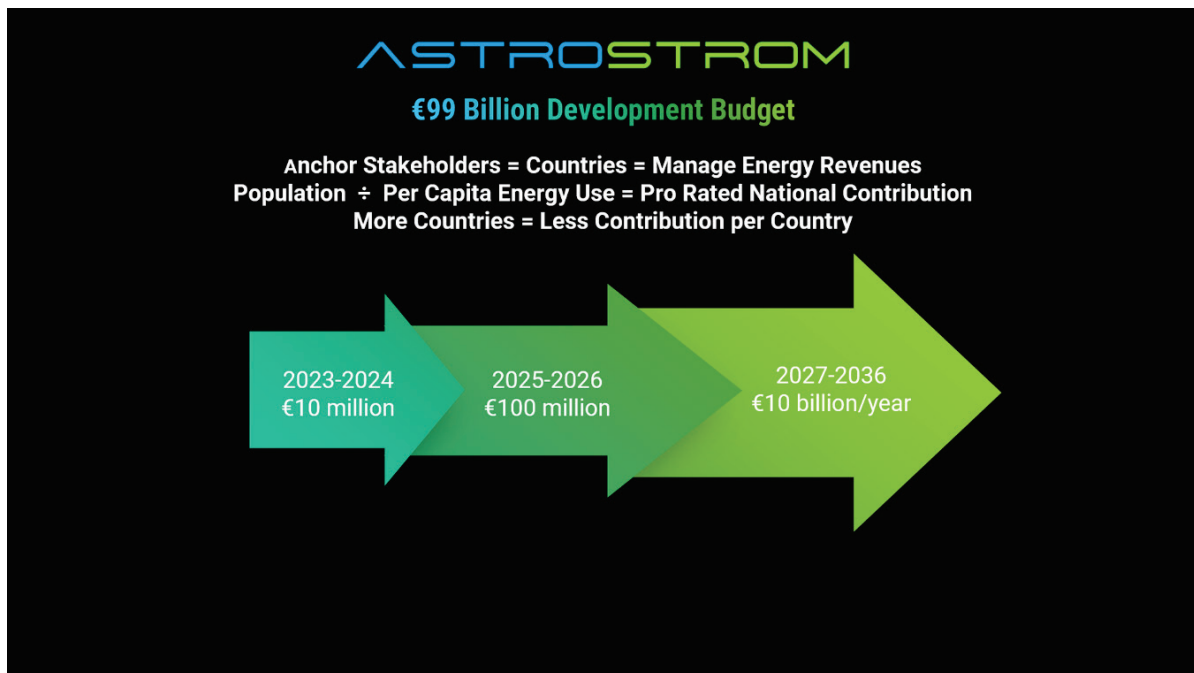 ASTROSTROM
€99 Billion Development Budget
Anchor Stakeholders = Countries = Manage Energy Revenues
Population ÷ Per Capita Energy Use = Pro Rated National Contribution
More Countries = Less Contribution per Country
2023-2024
€10 million
2025-2026
€100 million
2027-2036
€10 billion/year